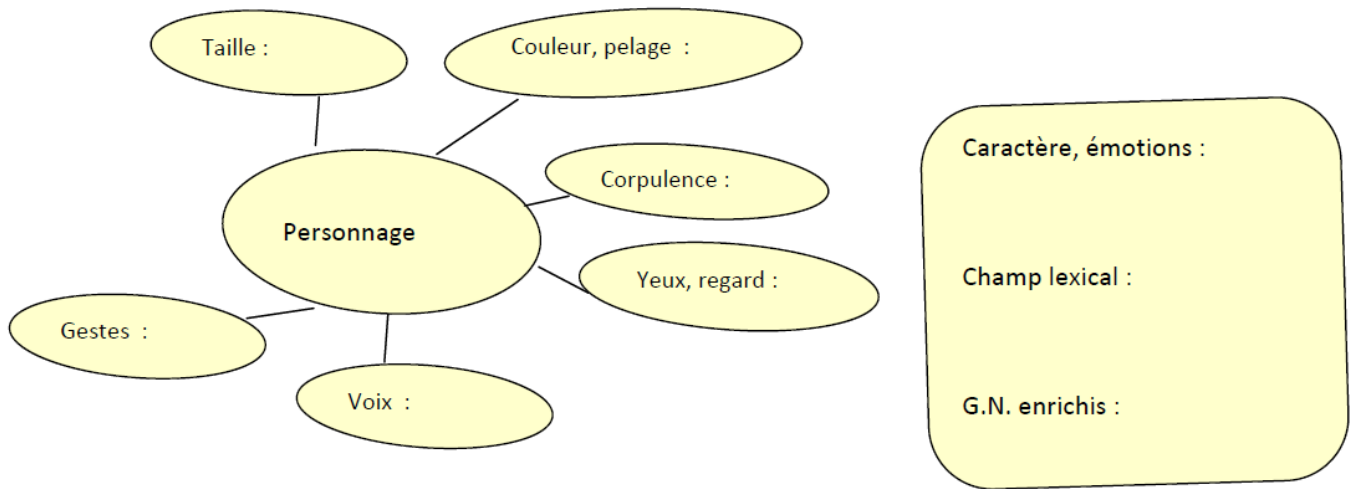 Taille :
Couleur, pelage :
Corpulence :
Personnage
Yeux, regard :
Gestes :
Voix :
Caractère, émotions :
Champ lexical :
G.N. enrichis :